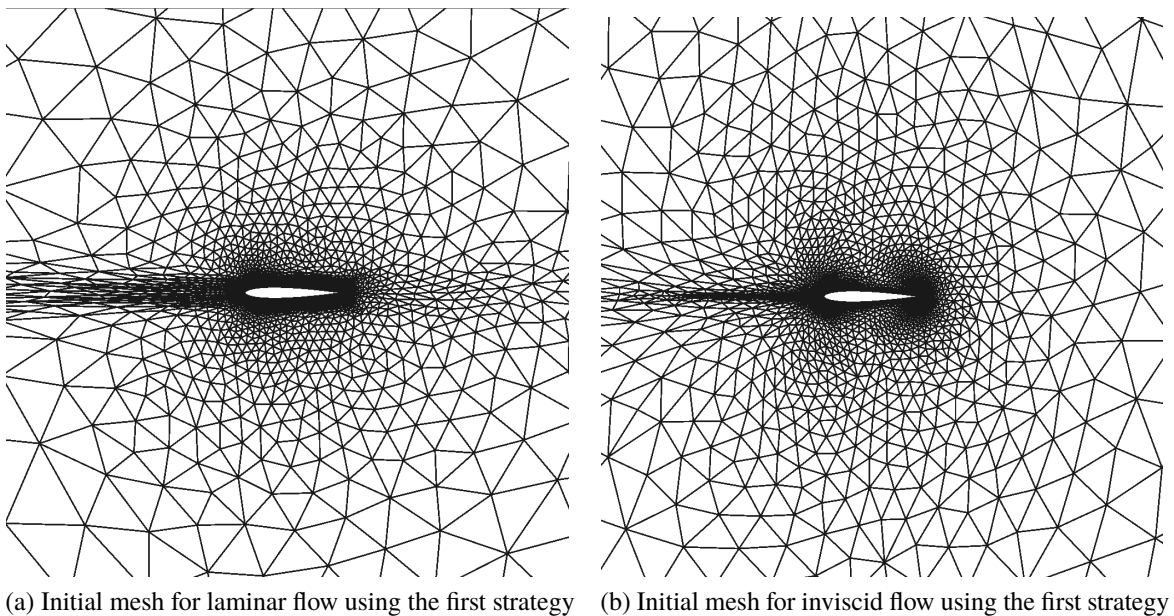 (a) Initial mesh for laminar flow using the first strategy
(b) Initial mesh for inviscid flow using the first strategy